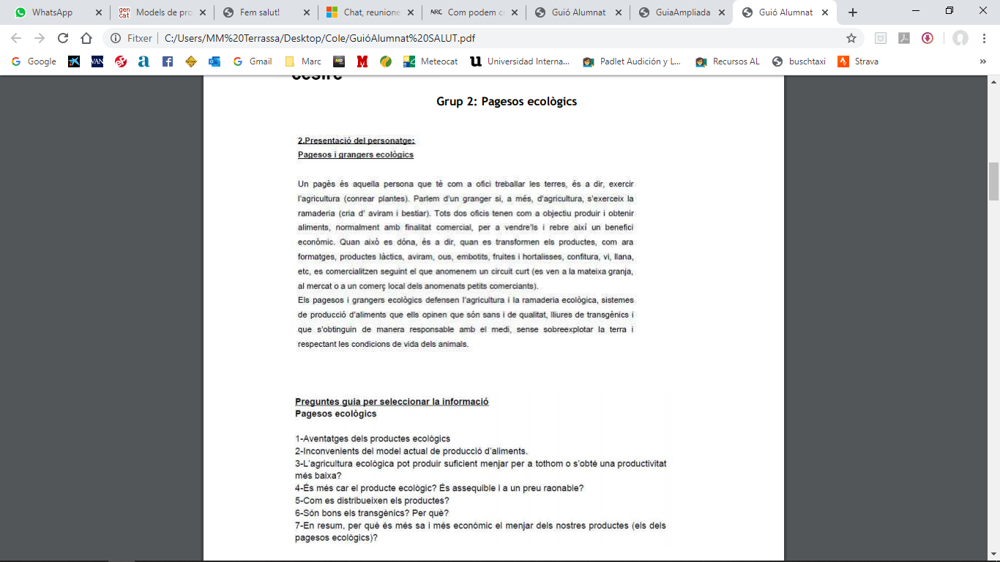 WhatsApp
Models de pro
Fem salut!
Chat, reunione
Com podem c
Guió Alumnat
GuiaAmpliada
Guió Alumnat
Fitxer
C:/Users/MM%20Terrassa/Desktop/Cole/GuióAlumnat%20SALUT.pdf
Google
Gmail
Marc
Meteocat
Universidad Interna...
Padlet Audición y L...
Recursos AL
buschtaxi
Strava
Grup 2: Pagesos ecològics
2.Presentació del personatge:
Pagesos i grangers ecològics
Un pagès és aquella persona que té com a ofici treballar les terres, és a dir, exercir
l'agricultura (conrear plantes). Parlem d'un granger si, a més, d'agricultura, s'exerceix la
ramaderia (cria d' aviram i bestiar). Tots dos oficis tenen com a objectiu produir i obtenir
aliments, normalment amb finalitat comercial, per a vendre'ls i rebre així un benefici
econòmic. Quan això es dóna, és a dir, quan es transformen els productes, com ara
formatges, productes làctics, aviram, ous, embotits, fruites i hortalisses, confitura, vi, llana,
etc, es comercialitzen seguint el que anomenem un circuit curt (es ven a la mateixa granja,
al mercat o a un comerç local dels anomenats petits comerciants).
Els pagesos i grangers ecològics defensen l'agricultura i la ramaderia ecològica, sistemes
de producció d'aliments que ells opinen que són sans i de qualitat, lliures de transgènics i
que s'obtinguin de manera responsable amb el medi, sense sobreexplotar la terra i
respectant les condicions de vida dels animals.
Preguntes guia per seleccionar la informació
Pagesos ecològics
1-Aventatges dels productes ecològics
2-Inconvenients del model actual de producció d'aliments.
3-L'agricultura ecològica pot produir suficient menjar per a tothom o s'obté una productivitat
més baixa?
4-És més car el producte ecològic? És assequible i a un preu raonable?
5-Com es distribueixen els productes?
6-Són bons els transgènics? Per què?
7-En resum, per què és més sa i més econòmic el menjar dels nostres productes (els dels
pagesos ecològics)?